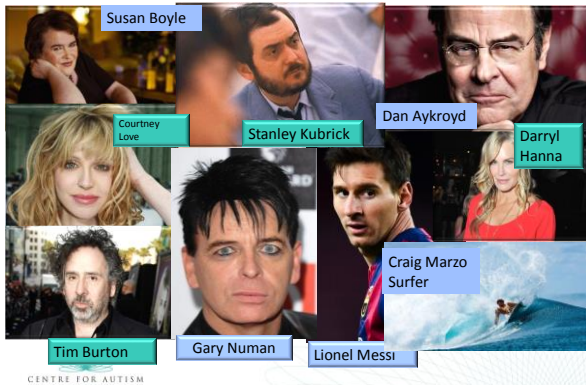 Susan Boyle
Courtney
Love
Stanley Kubrick
Dan Aykroyd
Darryl
Hanna
Craig Marzo
Surfer
Tim Burton
Gary Numan
Lionel Messi
CENTRE FOR AUTISM